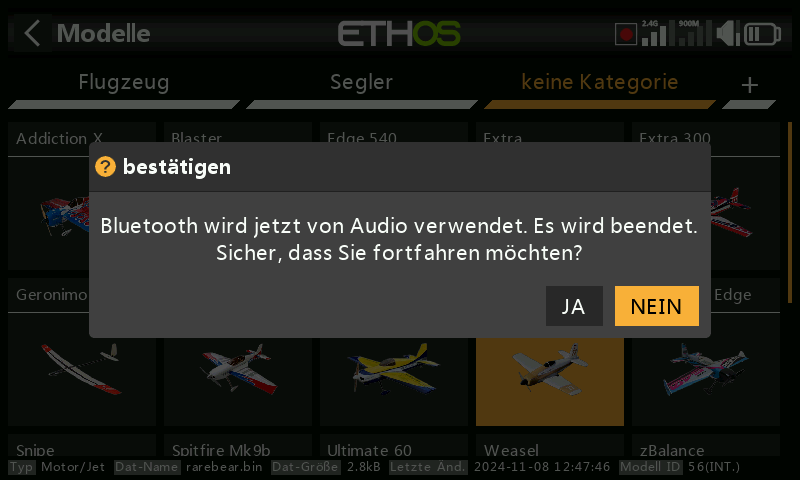 Modelle
ETHOS
2.4G
900M
Flugzeug
Segler
keine Kategorie
+
Addiction X
Blaster
Edge 540
Extra
Extra 300
? bestätigen
Bluetooth wird jetzt von Audio verwendet. Es wird beendet.
Sicher, dass Sie fortfahren möchten?
JA
NEIN
Geronimo
Edge
Snipe
Spitfire Mk9b
Ultimate 60
Weasel
zBalance
Typ Motor/Jet Dat-Name rarebear.bin Dat-Größe 2.8kB Letzte Änd. 2024-11-08 12:47:46 Modell ID 56(INT.)